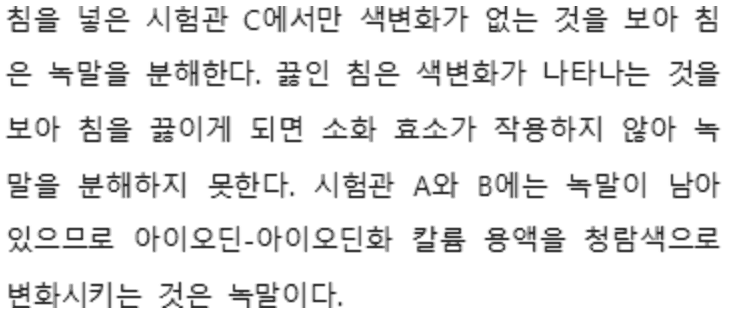 침을 넣은 시험관 C에서만 색변화가 없는 것을 보아 침
은 녹말을 분해한다. 끓인 침은 색변화가 나타나는 것을
보아 침을 끓이게 되면 소화 효소가 작용하지 않아 녹
말을 분해하지 못한다. 시험관 A와 B에는 녹말이 남아
있으므로 아이오딘-아이오딘화 칼륨 용액을 청람색으로
변화시키는 것은 녹말이다.